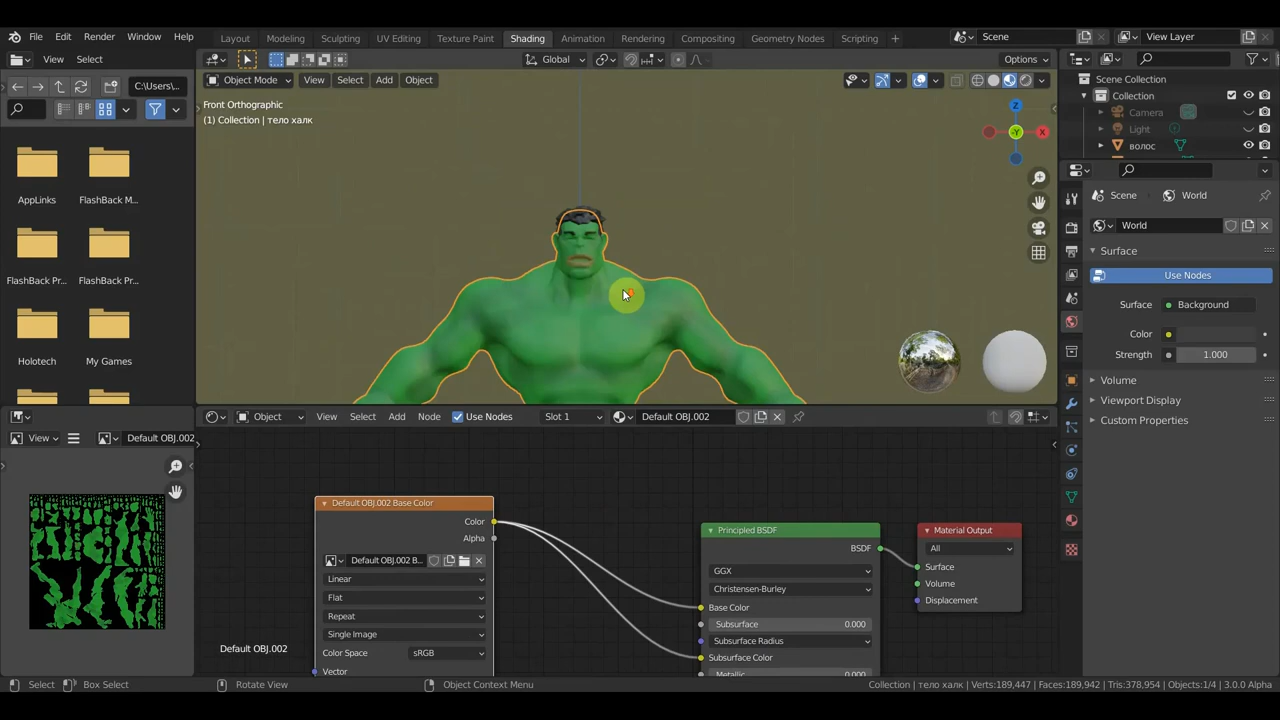 File Edit Render Window Help
Layout Modeling Sculpting UV Editing Texture Paint Shading Animation Rendering Compositing Geometry Nodes Scripting +
Scene
View Layer
View Select
Global
Options
C:\Users\...
Object Mode View Select Add Object
Front Orthographic
(1) Collection | тело халк
Z
X
-Y
AppLinks
FlashBack M...
FlashBack Pr...
FlashBack Pr...
Holotech
My Games
Scene Collection
Collection
Camera
Light
волос
Scene
World
World
Surface
Use Nodes
Surface
Background
Color
Strength
1.000
Volume
Viewport Display
Custom Properties
View
Default OBJ.002
Object View Select Add Node Use Nodes Slot 1 Default OBJ.002
Default OBJ.002 Base Color
Color
Alpha
Default OBJ.002 B...
Linear
Flat
Repeat
Single Image
Color Space
sRGB
Vector
Default OBJ.002
Principled BSDF
BSDF
GGX
Christensen-Burley
Base Color
Subsurface
0.000
Subsurface Radius
Subsurface Color
Metallic
0.000
Material Output
All
Surface
Volume
Displacement
Select
Box Select
Rotate View
Object Context Menu
Collection | тело халк | Verts:189,447 | Faces:189,942 | Tris:378,954 | Objects:1/4 | 3.0.0 Alpha